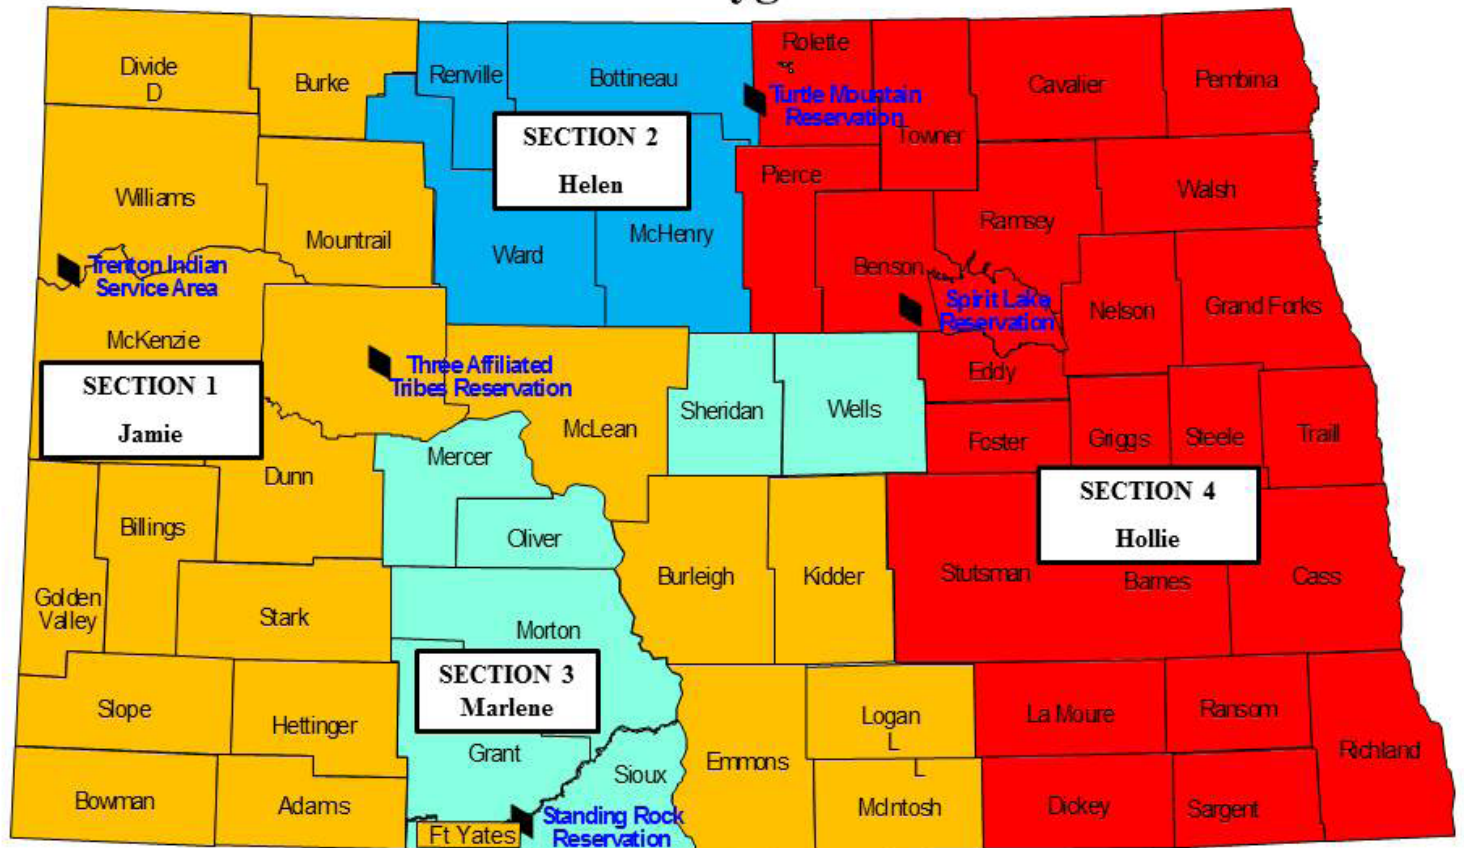 yg
Divide
D
Burke
Renville
Bottineau
Rolette
Cavalier
Pembina
Turtle Mountain
Reservation
Towner
SECTION 2
Helen
Williams
Mountrail
Ward
McHenry
Pierce
Ramsey
Walsh
Benson
Trenton Indian
Service Area
Spirit Lake
Reservation
Nelson
Grand Forks
McKenzie
SECTION 1
Jamie
Three Affiliated
Tribes Reservation
McLean
Sheridan
Wells
Eddy
Foster
Griggs
Steele
Traill
Dunn
Mercer
Oliver
Billings
Golden
Valley
Stark
Burleigh
Kidder
Stutsman
SECTION 4
Hollie
Barnes
Cass
Morton
SECTION 3
Marlene
Slope
Hettinger
Grant
Sioux
Emmons
Logan
L
L
McIntosh
La Moure
Ransom
Richland
Bowman
Adams
Ft Yates
Standing Rock
Reservation
Dickey
Sargent